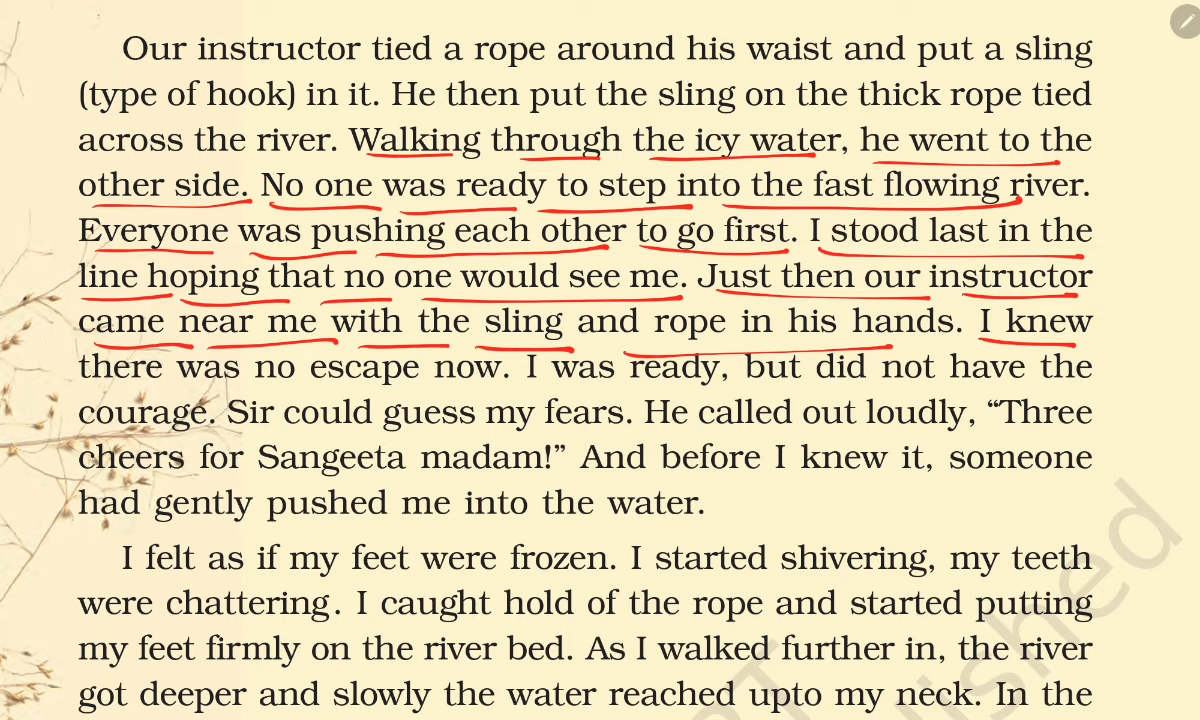 Our instructor tied a rope around his waist and put a sling
(type of hook) in it. He then put the sling on the thick rope tied
across the river. Walking through the icy water, he went to the
other side. No one was ready to step into the fast flowing river.
Everyone was pushing each other to go first. I stood last in the
line hoping that no one would see me. Just then our instructor
came near me with the sling and rope in his hands. I knew
there was no escape now. I was ready, but did not have the
courage. Sir could guess my fears. He called out loudly, “Three
cheers for Sangeeta madam!” And before I knew it, someone
had gently pushed me into the water.
I felt as if my feet were frozen. I started shivering, my teeth
were chattering. I caught hold of the rope and started putting
my feet firmly on the river bed. As I walked further in, the river
got deeper and slowly the water reached upto my neck. In the